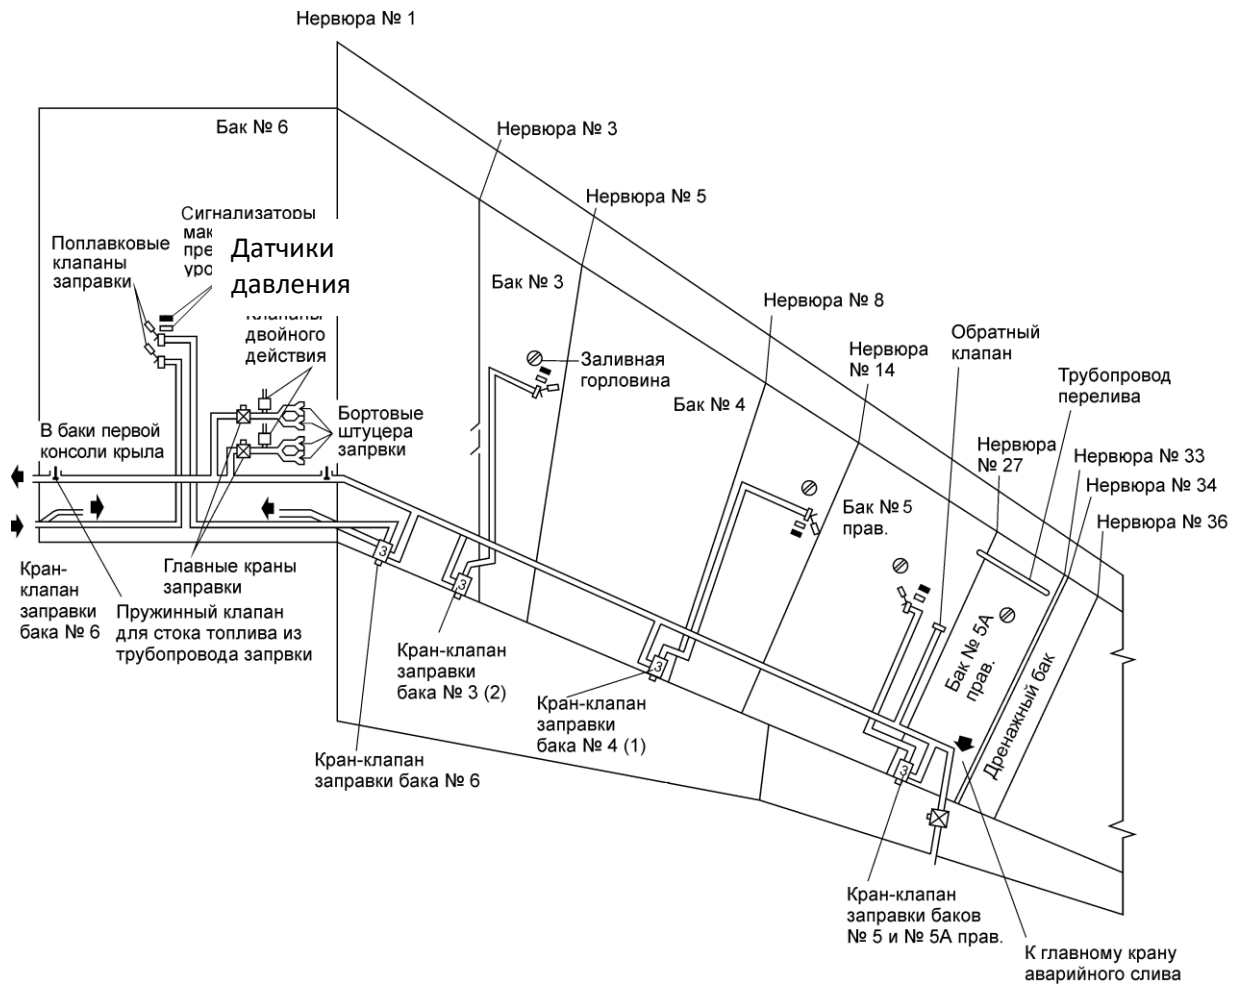 Нервюра № 1
Бак № 6
Нервюра № 3
Нервюра № 5
Сигнализаторы
Поплавковые
клапаны
заправки
Датчики
давления
Бак № 3
Нервюра № 8
Клапаны
двойного
действия
Обратный
клапан
Нервюра
№ 14
Заливная
горловина
Трубопровод
перелива
Бак № 4
В баки первой
консоли крыла
Бортовые
штуцера
запрвки
Нервюра
№ 27
Нервюра № 33
Нервюра № 34
Нервюра № 36
Бак № 5
прав.
Кран-
клапан
заправки
бака № 6
Главные краны
заправки
Пружинный клапан
для стока топлива из
трубопровода запрвки
3
3
3
3
Кран-клапан
заправки
бака № 3 (2)
Кран-клапан
заправки
бака № 4 (1)
Кран-клапан
заправки бака № 6
Бак № 5А
прав.
Дренажный бак
Кран-клапан
заправки баков
№ 5 и № 5А прав.
К главному крану
аварийного слива